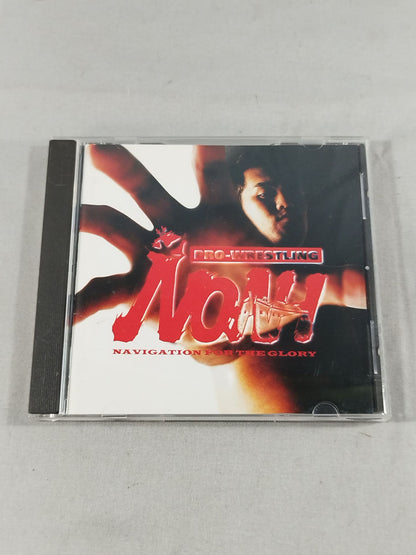 PRO-WRESTLING
NOAH
NAVIGATION FOR THE GLORY